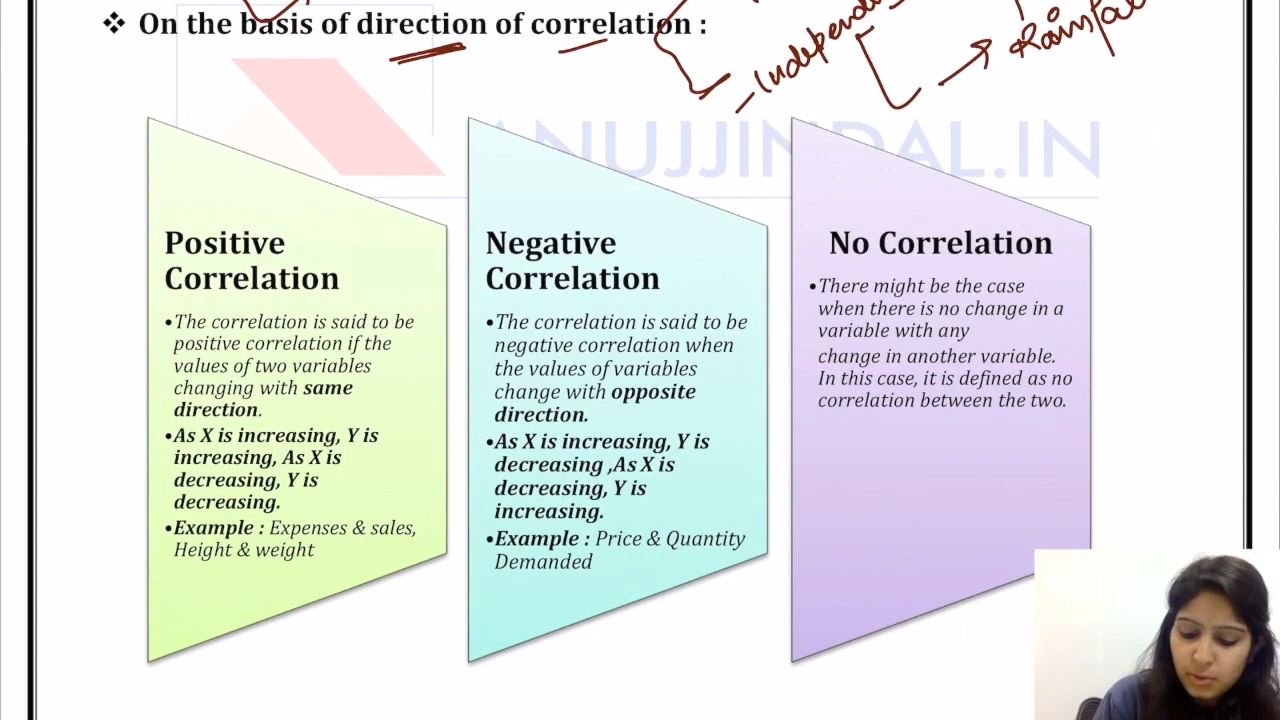 ❖ On the basis of direction of correlation :
-Independe
Rainfal
ANUJJINDAL.IN
Positive
Correlation
•The correlation is said to be
positive correlation if the
values of two variables
changing with same
direction.
•As X is increasing, Y is
increasing, As X is
decreasing, Y is
decreasing.
•Example : Expenses & sales,
Height & weight
Negative
Correlation
•The correlation is said to be
negative correlation when
the values of variables
change with opposite
direction.
•As X is increasing, Y is
decreasing ,As X is
decreasing, Y is
increasing.
•Example : Price & Quantity
Demanded
No Correlation
•There might be the case
when there is no change in a
variable with any
change in another variable.
In this case, it is defined as no
correlation between the two.